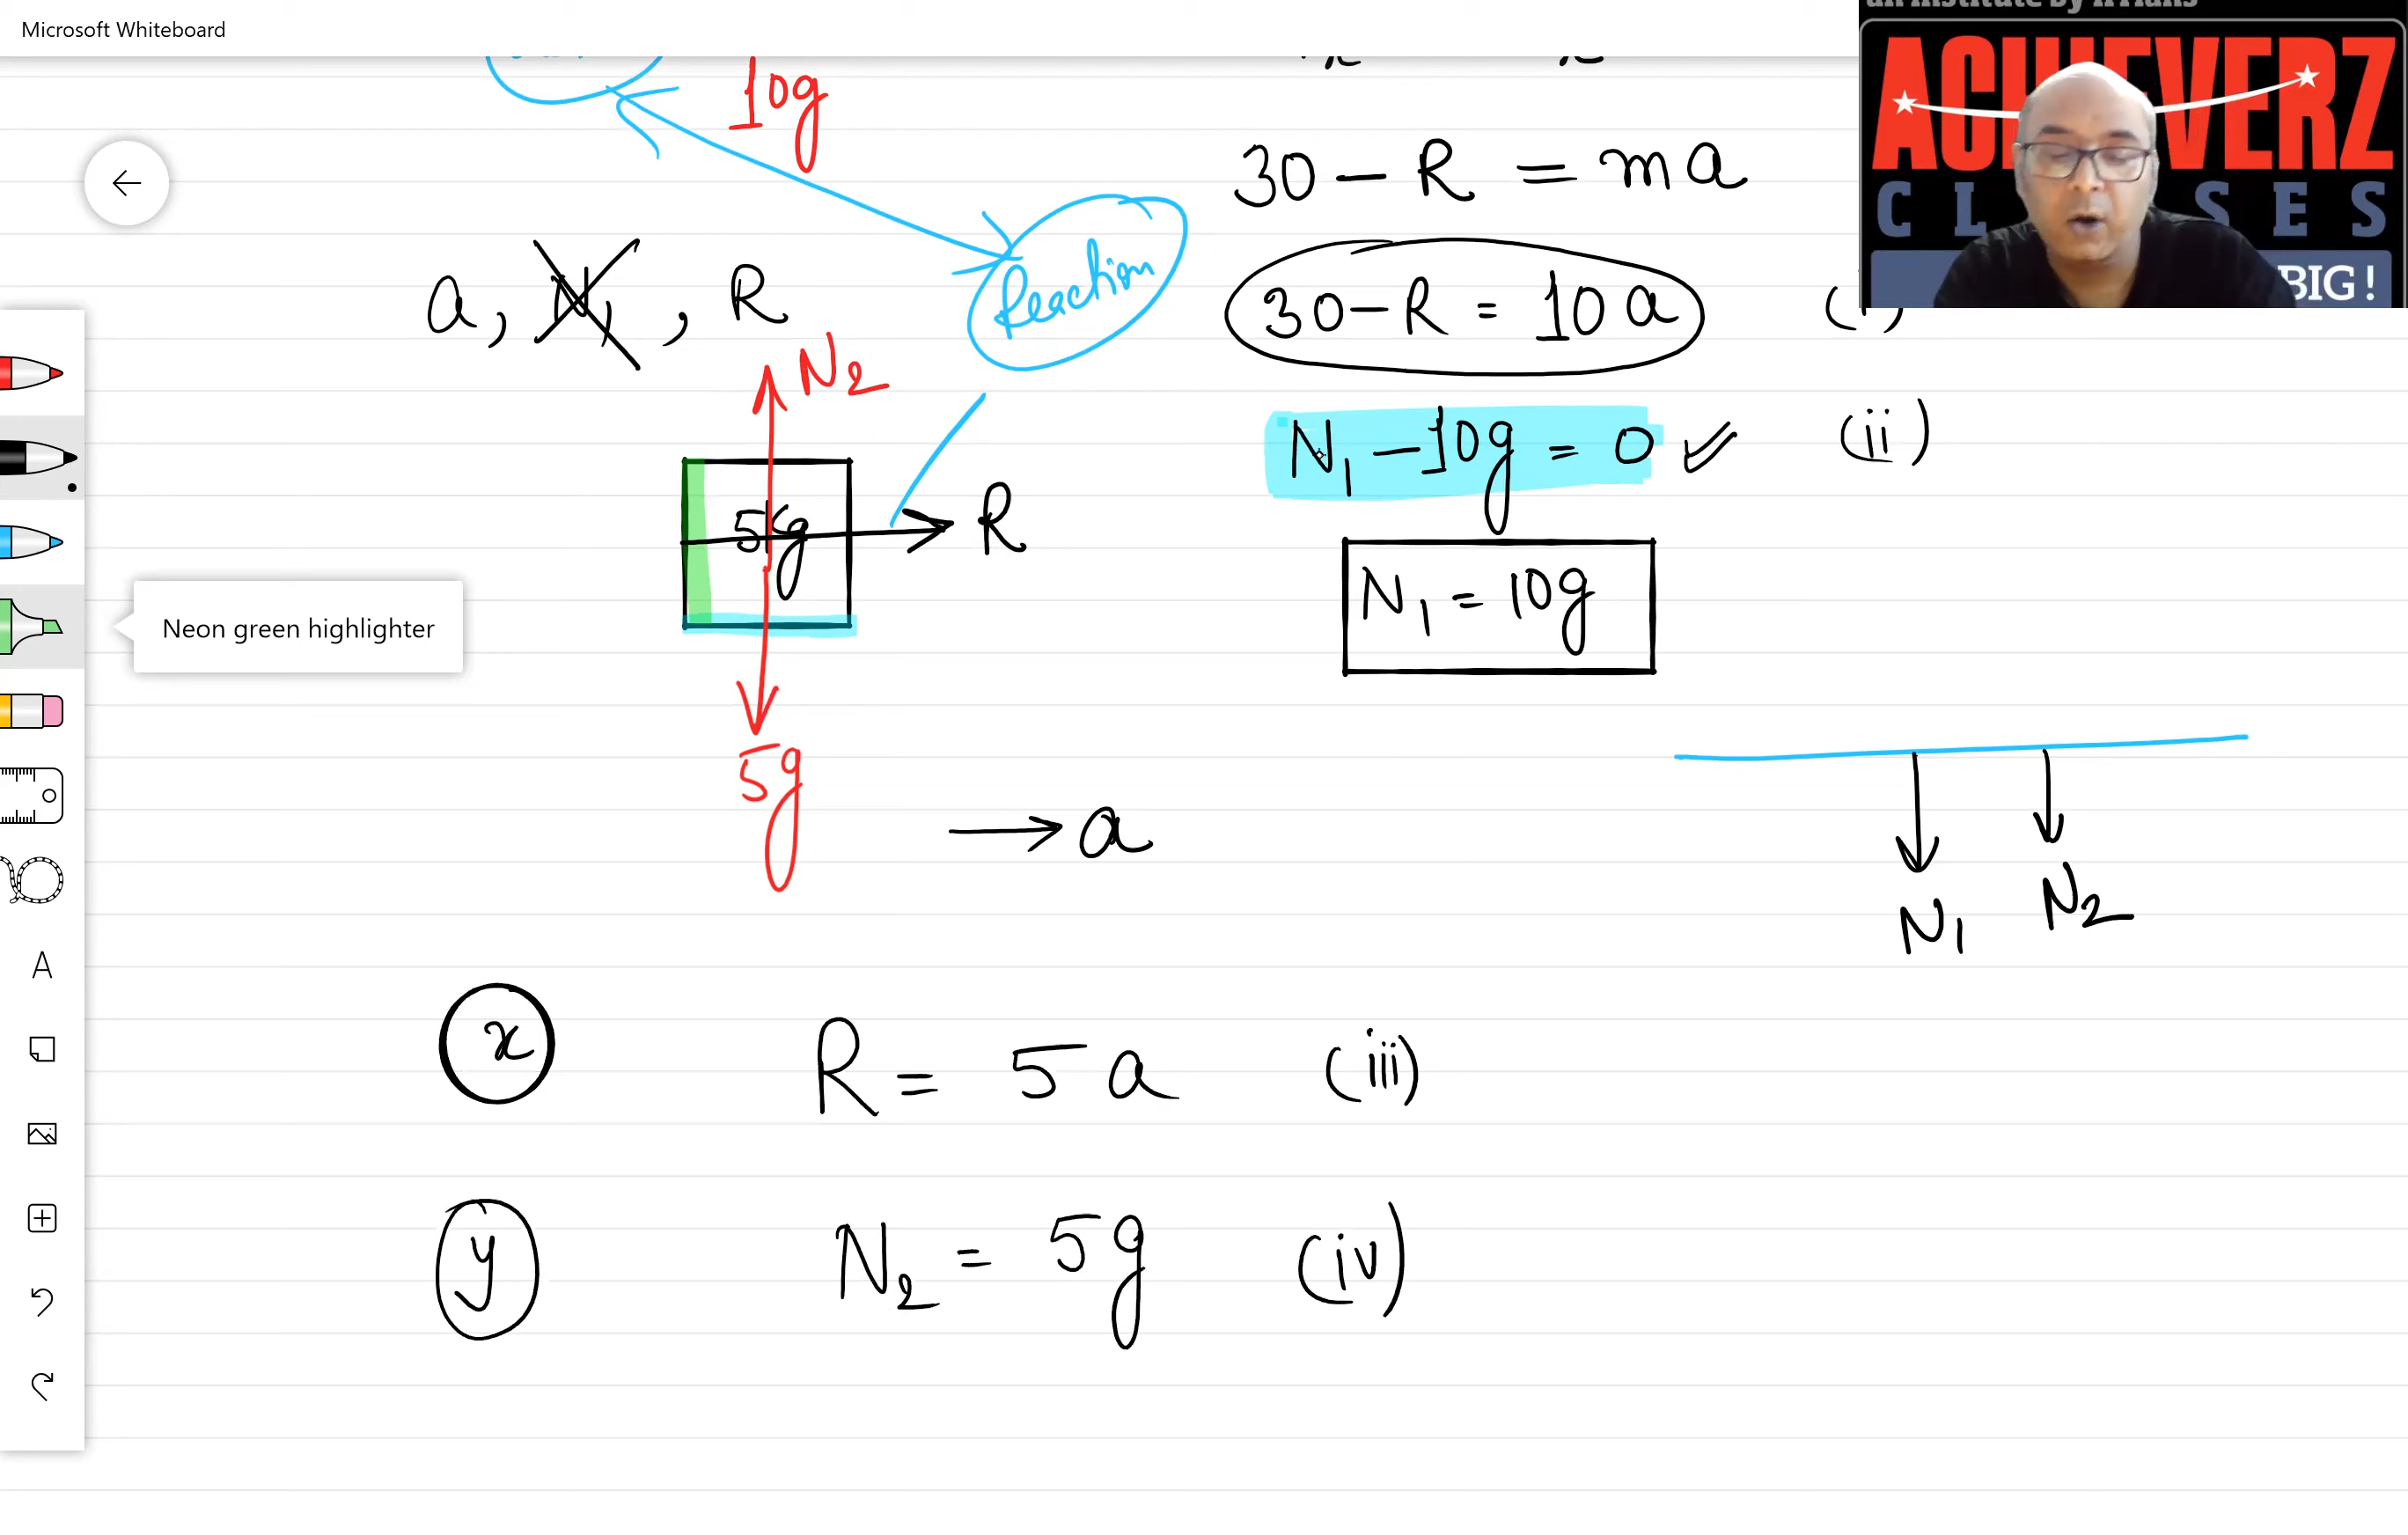 Microsoft Whiteboard
10g
ACHIEVERZ
CLASSES
BIG!
30 - R = ma
a, N₁, R
Reaction
30 - R = 10a
N₂
N₁ - 10g = 0 (ii)
5kg
R
N₁ = 10g
Neon green highlighter
5g
→ a
N₁ N₂
x R = 5a (iii)
y N₂ = 5g (iv)
A